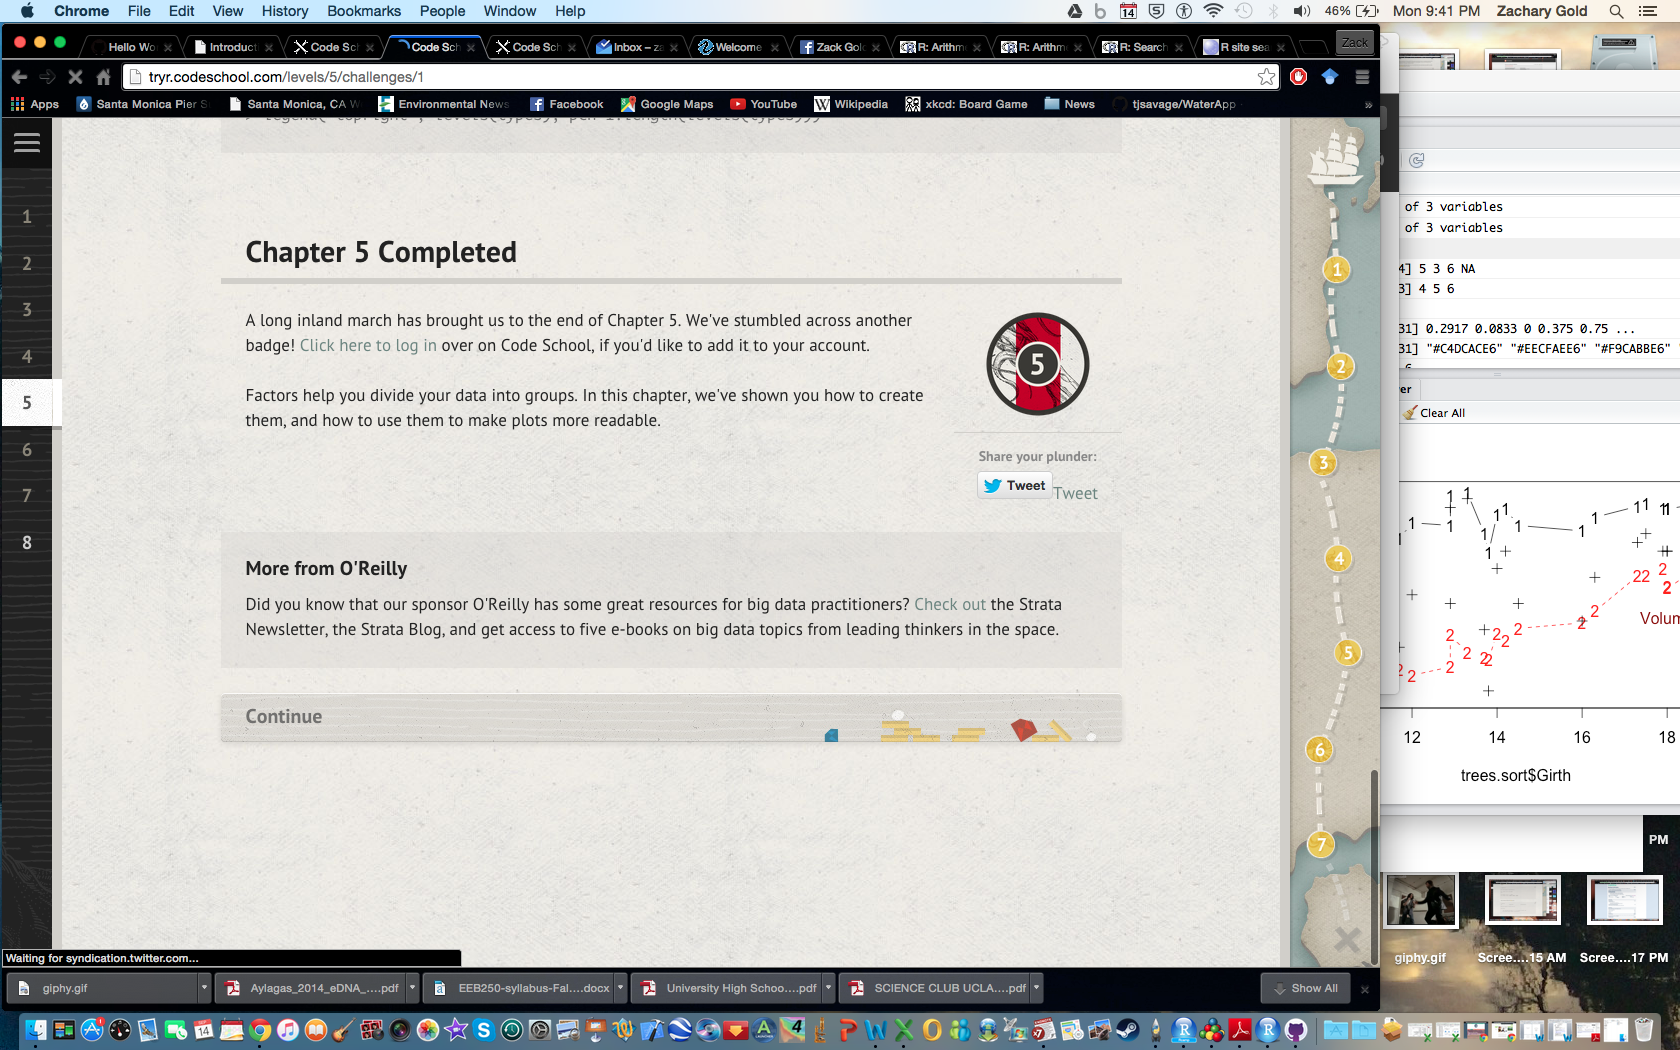 Chrome File Edit View History Bookmarks People Window Help 14 5 46% Mon 9:41 PM Zachary Gold
Hello Wo Introduct Code Sch Code Sch Code Sch Inbox – za Welcome Zack Gold R: Arithme R: Arithme R: Search R site sea Zack
tryr.codeschool.com/levels/5/challenges/1
Apps Santa Monica Pier S Santa Monica, CA W Environmental News Facebook Google Maps YouTube Wikipedia xkcd: Board Game News tjsavage/WaterApp »
1
2
3
4
5
6
7
8
Chapter 5 Completed
A long inland march has brought us to the end of Chapter 5. We've stumbled across another
badge! Click here to log in over on Code School, if you'd like to add it to your account.
Factors help you divide your data into groups. In this chapter, we've shown you how to create
them, and how to use them to make plots more readable.
5
Share your plunder:
Tweet Tweet
More from O'Reilly
Did you know that our sponsor O'Reilly has some great resources for big data practitioners? Check out the Strata
Newsletter, the Strata Blog, and get access to five e-books on big data topics from leading thinkers in the space.
Continue
1
2
3
4
5
6
7
of 3 variables
of 3 variables
4] 5 3 6 NA
3] 4 5 6
31] 0.2917 0.0833 0 0.375 0.75 ...
31] "#C4DCACE6" "#EECFAEE6" "#F9CABBE6"
er
Clear All
Volum
12 14 16 18
trees.sort$Girth
PM
giphy.gif Scree....15 AM Scree....17 PM
Waiting for syndication.twitter.com...
giphy.gif Aylagas_2014_eDNA_....pdf EEB250-syllabus-Fal....docx University High Schoo....pdf SCIENCE CLUB UCLA....pdf Show All